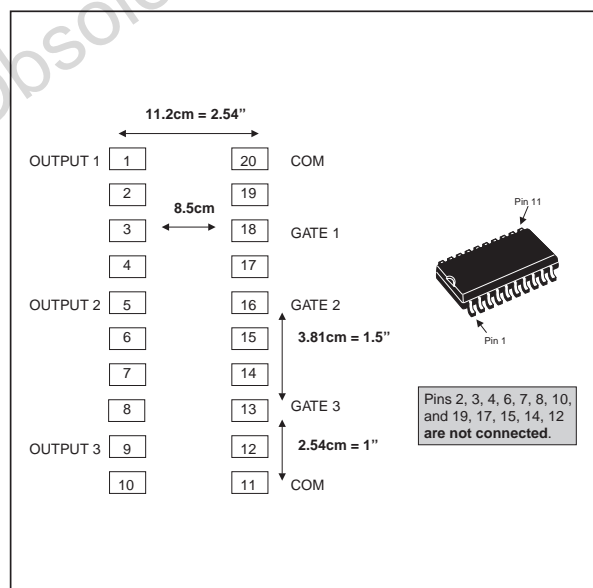 obsole
11.2cm = 2.54”
OUTPUT 1 1 20 COM
2 19
8.5cm
3 18 GATE 1
4 17
OUTPUT 2 5 16 GATE 2
6 15 3.81cm = 1.5”
7 14
8 13 GATE 3
OUTPUT 3 9 12 2.54cm = 1”
10 11 COM
Pin 11
Pin 1
Pins 2, 3, 4, 6, 7, 8, 10,
and 19, 17, 15, 14, 12
are not connected.